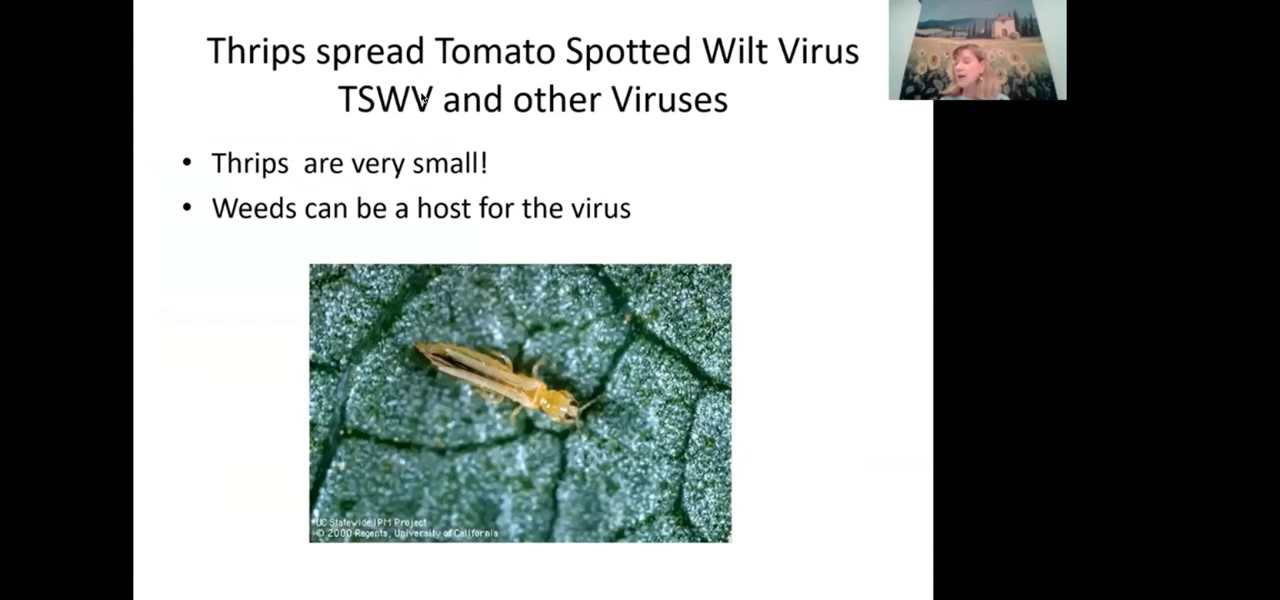 Thrips spread Tomato Spotted Wilt Virus
TSWV and other Viruses
• Thrips  are very small!
• Weeds can be a host for the virus
UC Statewide IPM Project
© 2000 Regents, University of California